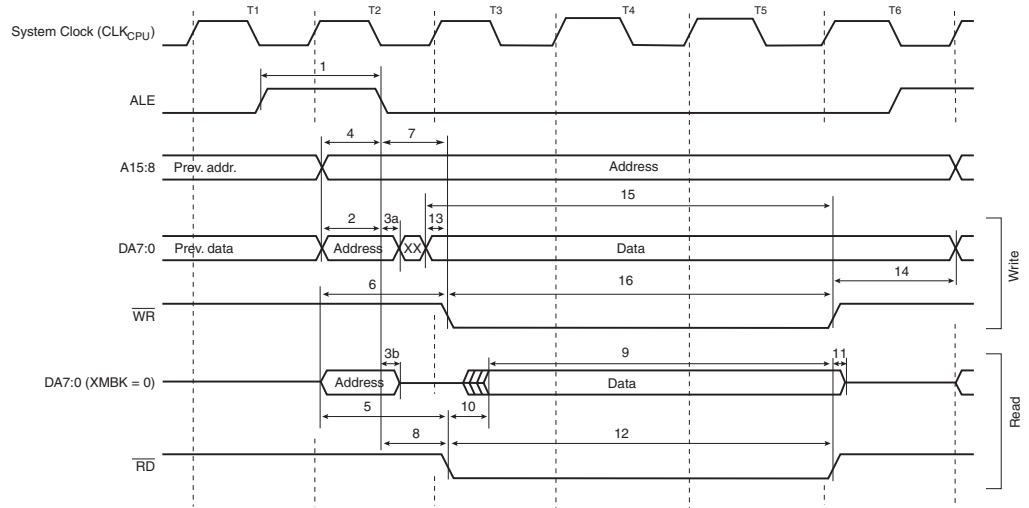 T1 T2 T3 T4 T5 T6
System Clock (CLKCPU)
1
ALE
4 7
A15:8 Prev. addr. Address
15
2 3a 13
DA7:0 Prev. data Address XX Data
14
6 16
WR
Write
3b 9 11
DA7:0 (XMBK = 0) Address Data
5 10
8 12
RD
Read